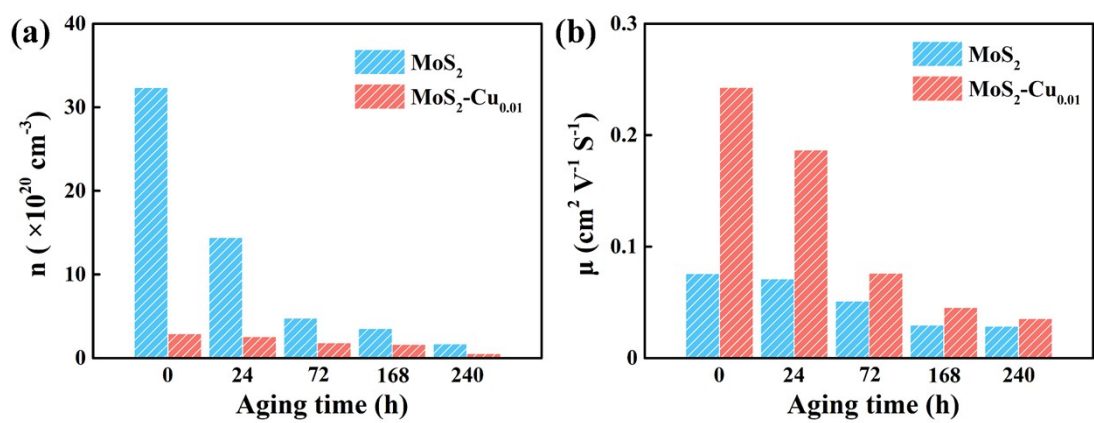 (a)
40
30
20
10
0
n ( ×10²⁰ cm⁻³)
MoS₂
MoS₂-Cu₀.₀₁
0 24 72 168 240
Aging time (h)
(b)
0.3
0.2
0.1
0
μ (cm² V⁻¹ S⁻¹)
MoS₂
MoS₂-Cu₀.₀₁
0 24 72 168 240
Aging time (h)